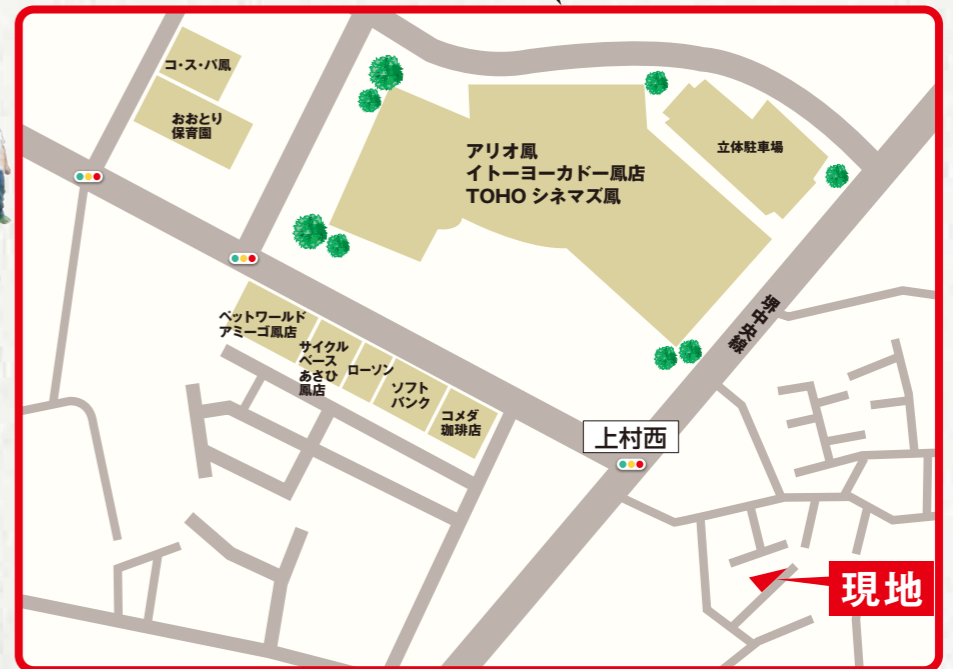 コ・ス・パ鳳
おおとり
保育園
アリオ鳳
イトーヨーカドー鳳店
TOHO シネマズ鳳
立体駐車場
堺中央線
ペットワールド
アミーゴ鳳店
サイクル
ベース
あさひ
鳳店
ローソン
ソフト
バンク
コメダ
珈琲店
上村西
現地